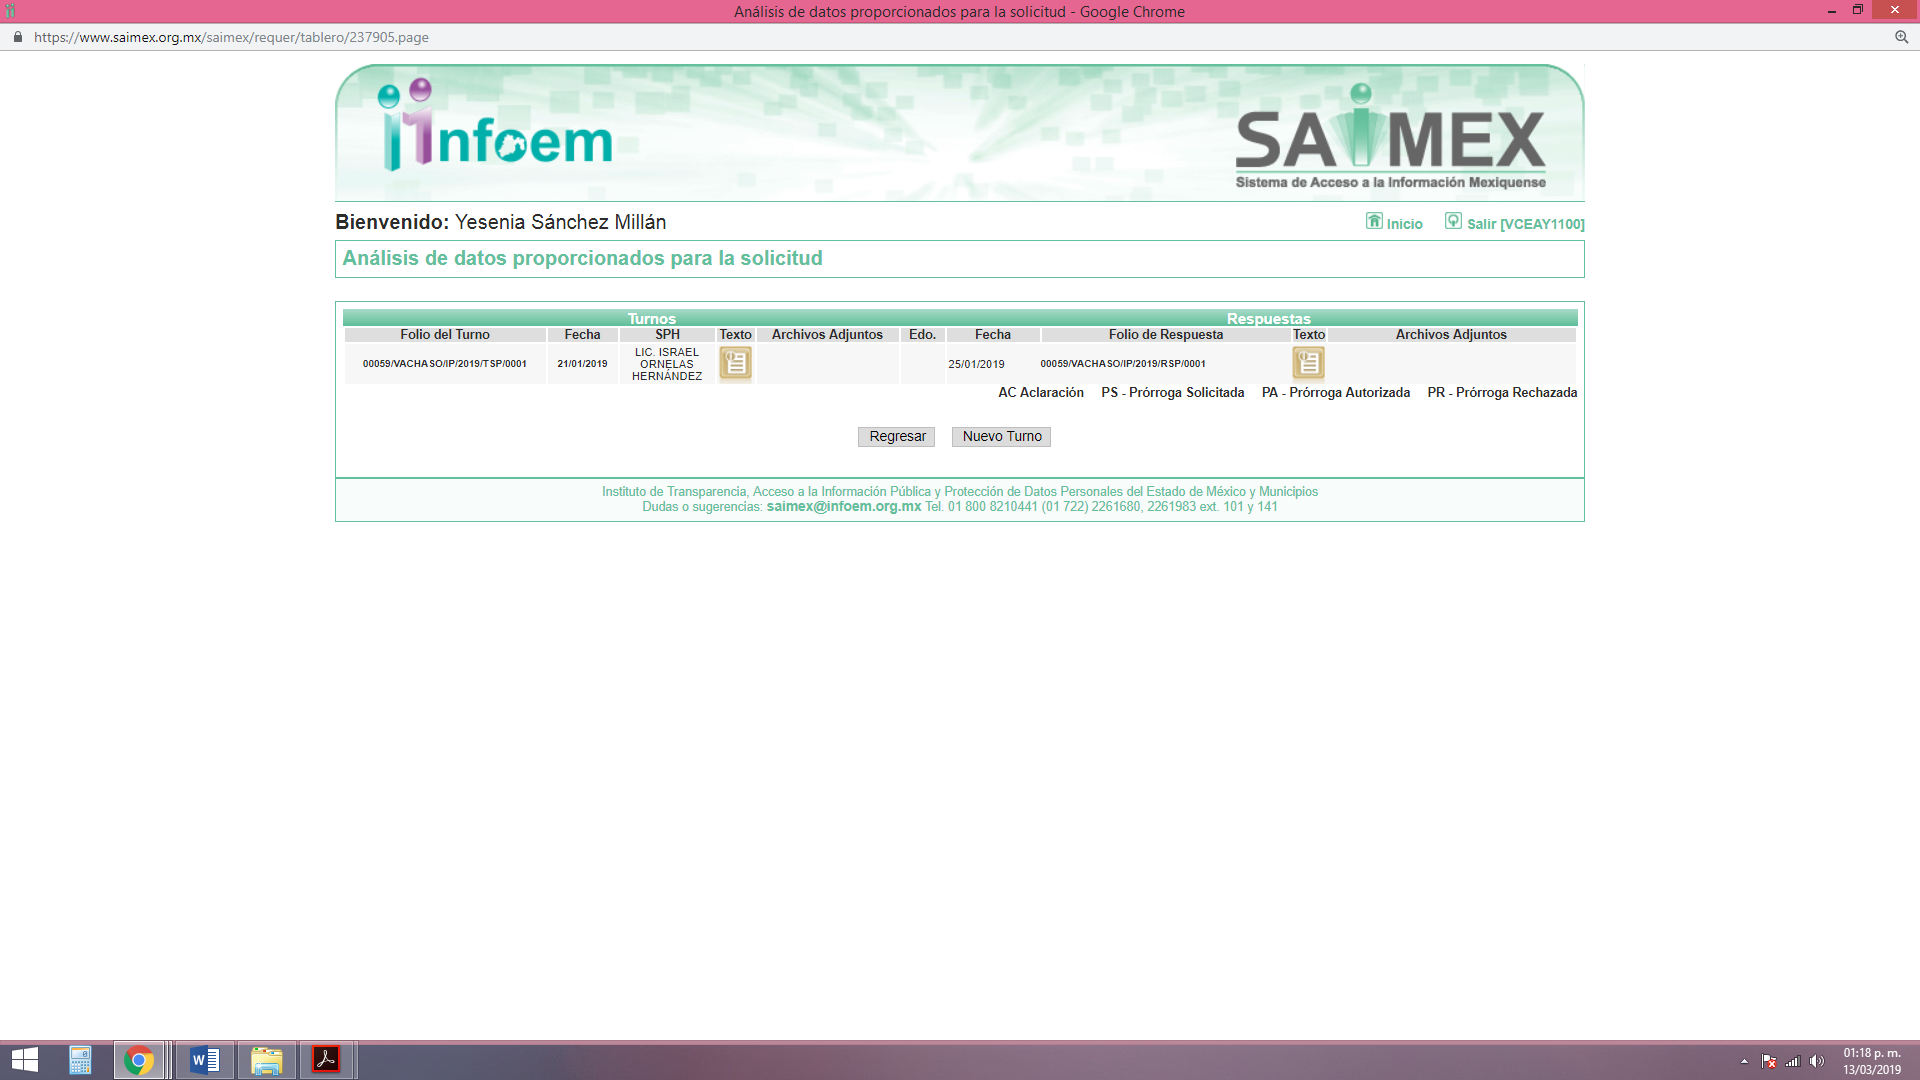 Análisis de datos proporcionados para la solicitud - Google Chrome
https://www.saimex.org.mx/saimex/requer/tablero/237905.page
infoem
SAIMEX
Sistema de Acceso a la Información Mexiquense
Bienvenido: Yesenia Sánchez Millán
Inicio Salir [VCEAY1100]
Análisis de datos proporcionados para la solicitud
Turnos Respuestas
Folio del Turno Fecha SPH Texto Archivos Adjuntos Edo. Fecha Folio de Respuesta Texto Archivos Adjuntos
00059/VACHASO/IP/2019/TSP/0001 21/01/2019 LIC. ISRAEL ORNELAS HERNÁNDEZ 25/01/2019 00059/VACHASO/IP/2019/RSP/0001
AC Aclaración PS - Prórroga Solicitada PA - Prórroga Autorizada PR - Prórroga Rechazada
Regresar Nuevo Turno
Instituto de Transparencia, Acceso a la Información Pública y Protección de Datos Personales del Estado de México y Municipios
Dudas o sugerencias: saimex@infoem.org.mx Tel. 01 800 8210441 (01 722) 2261680, 2261983 ext. 101 y 141
01:18 p. m.
13/03/2019